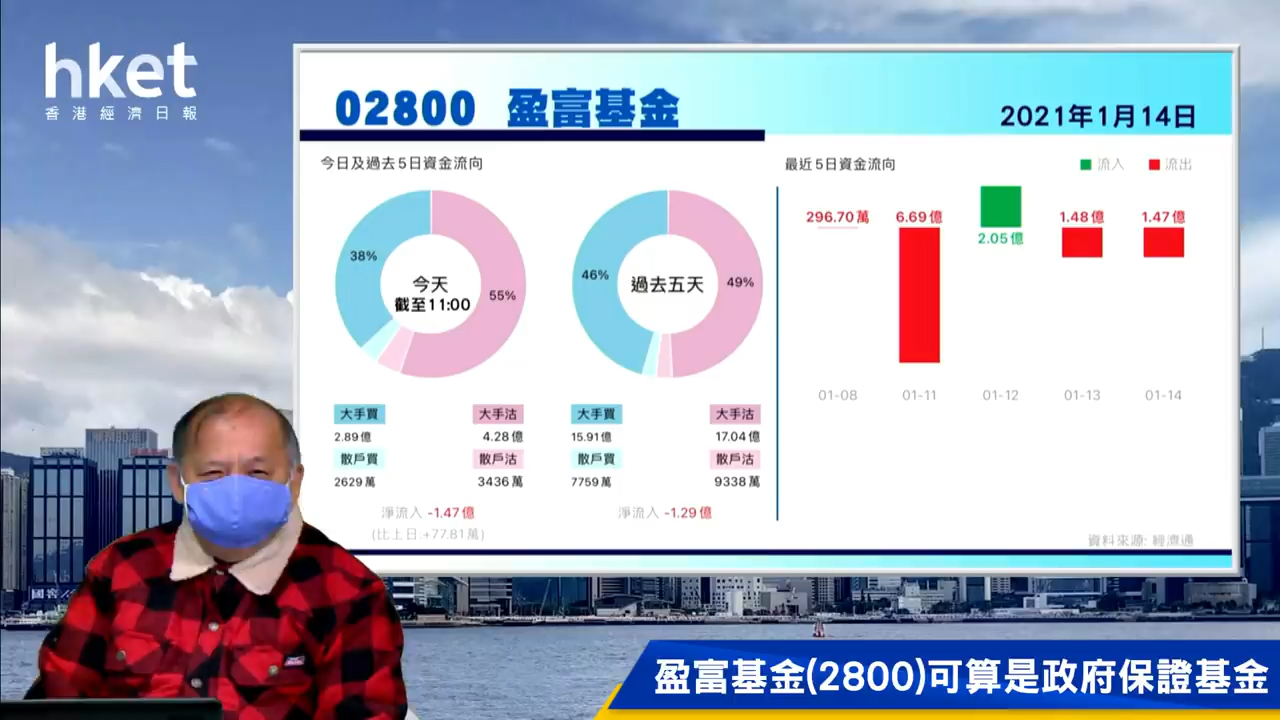 hket
香港經濟日報
02800 盈富基金
2021年1月14日
今日及過去5日資金流向
最近5日資金流向
流入 流出
38%
55%
今天
截至11:00
46%
49%
過去五天
296.70萬
6.69億
2.05億
1.48億
1.47億
01-08
01-11
01-12
01-13
01-14
大手買 大手沽
2.89億 4.28億
散戶買 散戶沽
2629萬 3436萬
淨流入 -1.47億
(比上日:+77.81萬)
大手買 大手沽
15.91億 17.04億
散戶買 散戶沽
7759萬 9338萬
淨流入 -1.29億
資料來源: 經濟通
盈富基金(2800)可算是政府保證基金